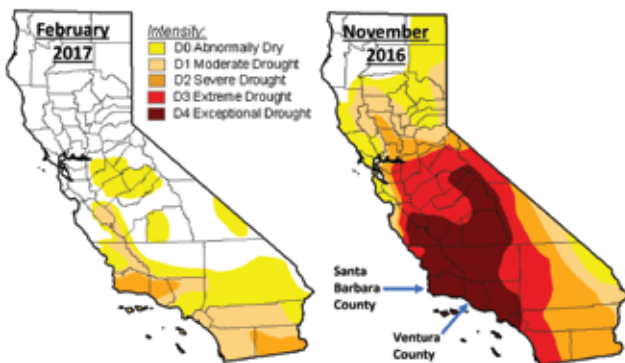 February
2017
Intensity:
D0 Abnormally Dry
D1 Moderate Drought
D2 Severe Drought
D3 Extreme Drought
D4 Exceptional Drought
November
2016
Santa
Barbara
County
Ventura
County